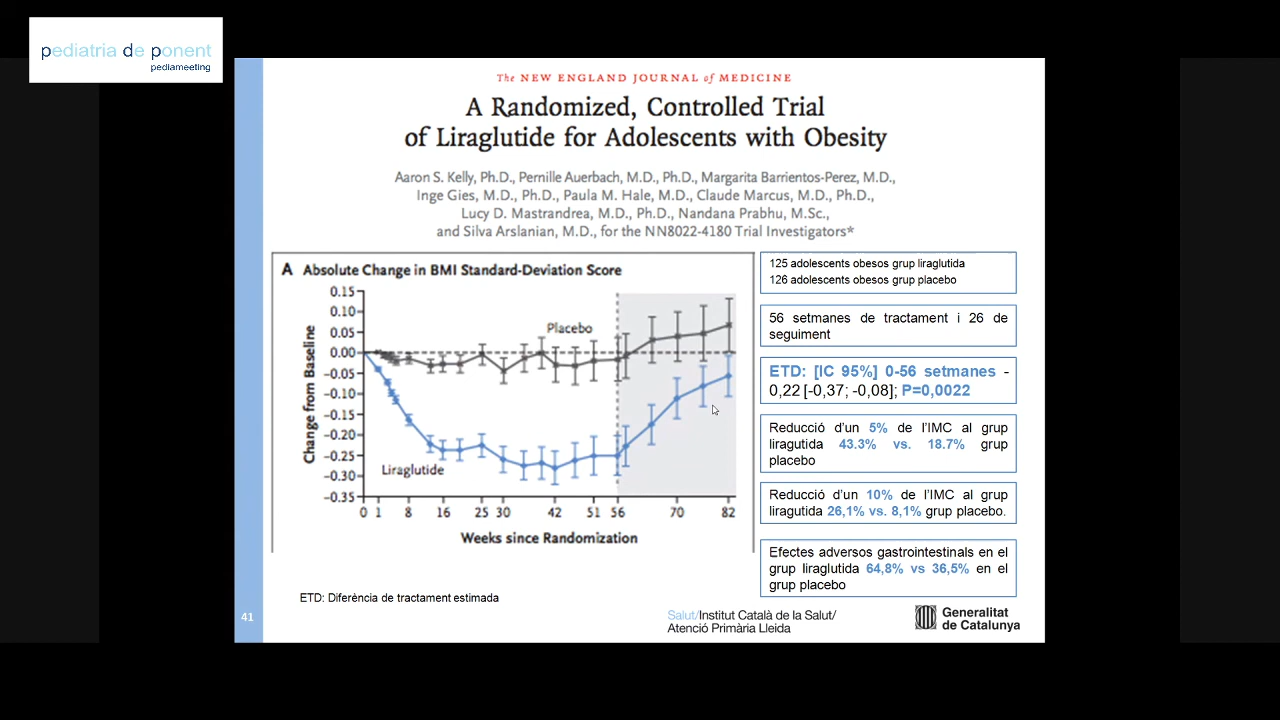 pediatria de ponent
pediameeting
The NEW ENGLAND JOURNAL of MEDICINE
A Randomized, Controlled Trial
of Liraglutide for Adolescents with Obesity
Aaron S. Kelly, Ph.D., Pernille Auerbach, M.D., Ph.D., Margarita Barrientos-Perez, M.D.,
Inge Gies, M.D., Ph.D., Paula M. Hale, M.D., Claude Marcus, M.D., Ph.D.,
Lucy D. Mastrandrea, M.D., Ph.D., Nandana Prabhu, M.Sc.,
and Silva Arslanian, M.D., for the NN8022-4180 Trial Investigators*
A Absolute Change in BMI Standard-Deviation Score
Change from Baseline
0.15
0.10
0.05
0.00
−0.05
−0.10
−0.15
−0.20
−0.25
−0.30
−0.35
Placebo
Liraglutide
0 1 8 16 25 30 42 51 56 70 82
Weeks since Randomization
125 adolescents obesos grup liraglutida
126 adolescents obesos grup placebo
56 setmanes de tractament i 26 de
seguiment
ETD: [IC 95%] 0-56 setmanes -
0,22 [-0,37; -0,08]; P=0,0022
Reducció d'un 5% de l'IMC al grup
liragutida 43.3% vs. 18.7% grup
placebo
Reducció d'un 10% de l'IMC al grup
liragutida 26,1% vs. 8,1% grup placebo.
Efectes adversos gastrointestinals en el
grup liraglutida 64,8% vs 36,5% en el
grup placebo
ETD: Diferència de tractament estimada
41
Salut/Institut Català de la Salut/
Atenció Primària Lleida
Generalitat
de Catalunya